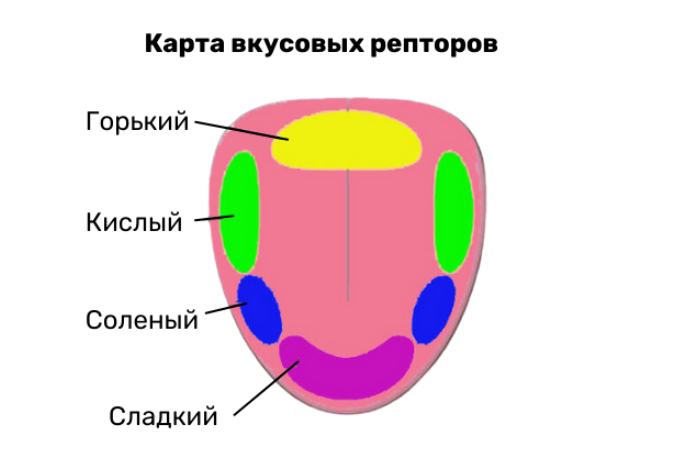 Карта вкусовых репторов
Горький
Кислый
Соленый
Сладкий